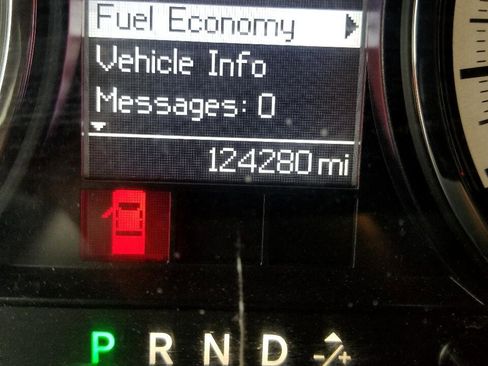 Fuel Economy
Vehicle Info
Messages: 0
124280 mi
P R N D -/+